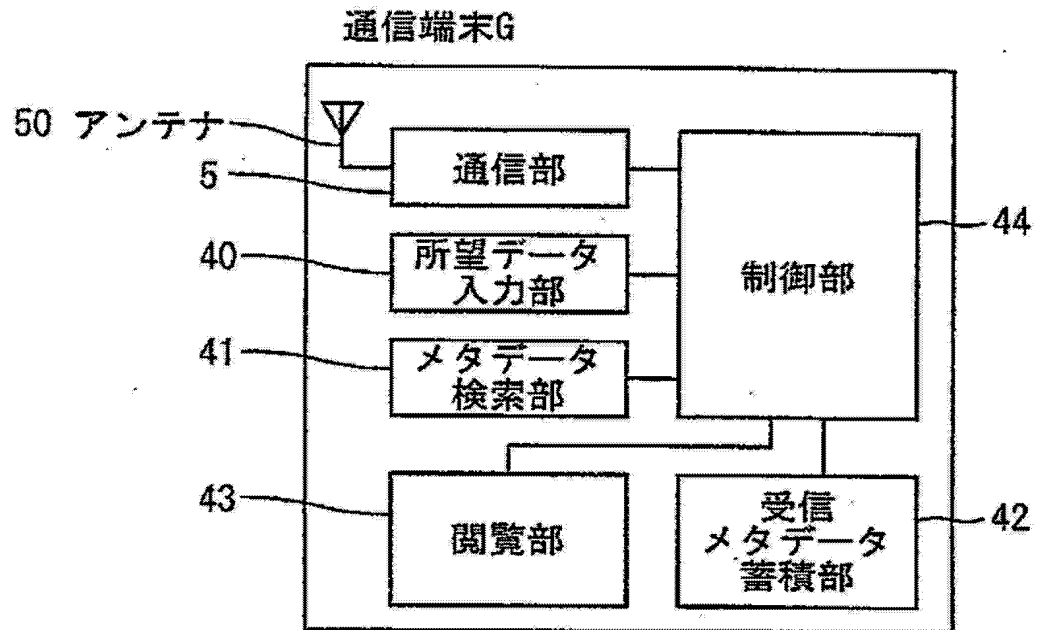 通信端末G
50 アンテナ
5
通信部
40
所望データ
入力部
41
メタデータ
検索部
制御部
44
43
閲覧部
受信
メタデータ
蓄積部
42